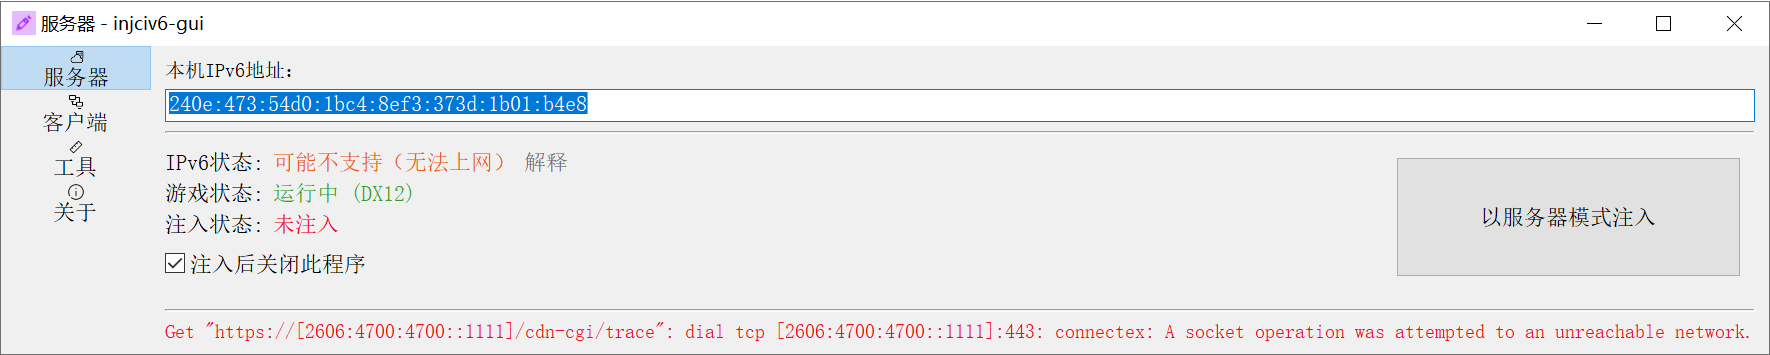 服务器 - injciv6-gui
服务器
客户端
工具
关于
本机IPv6地址：
240e:473:54d0:1bc4:8ef3:373d:1b01:b4e8
IPv6状态: 可能不支持（无法上网） 解释
游戏状态: 运行中 (DX12)
注入状态: 未注入
注入后关闭此程序
以服务器模式注入
Get "https://[2606:4700:4700::1111]/cdn-cgi/trace": dial tcp [2606:4700:4700::1111]:443: connectex: A socket operation was attempted to an unreachable network.